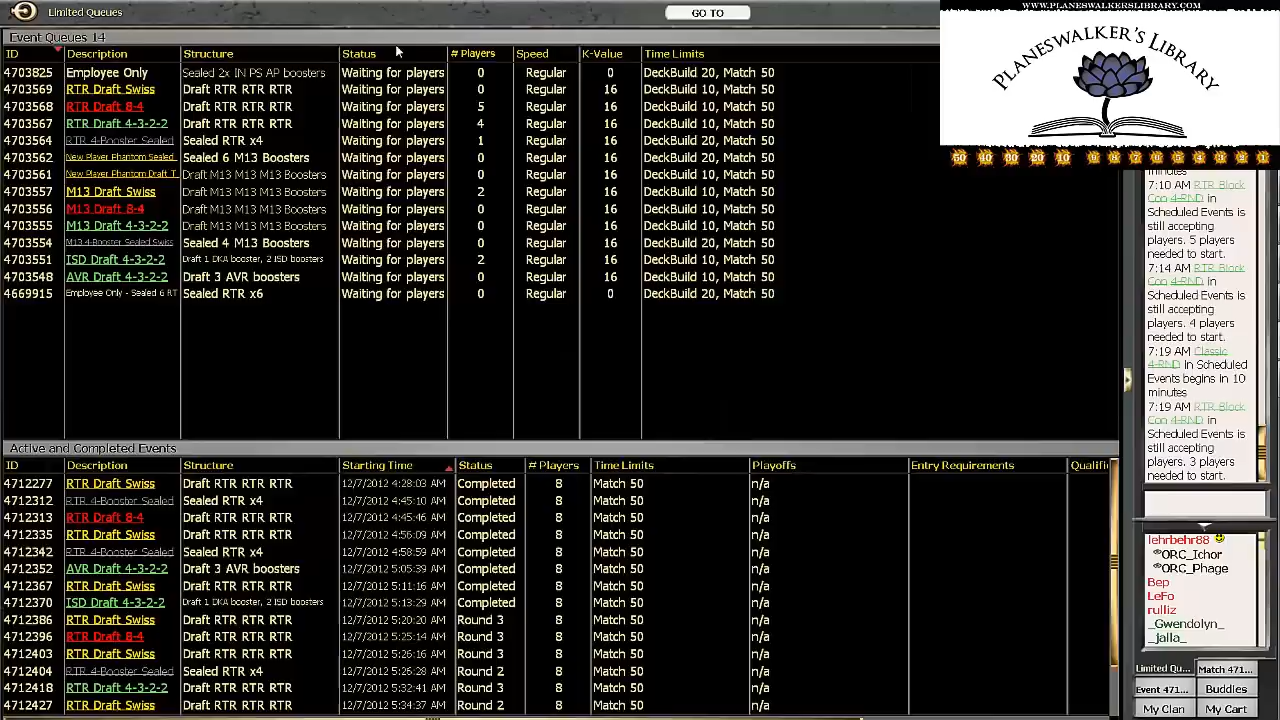 Limited Queues
GO TO
WWW.PLANESWALKERSLIBRARY.COM
PLANESWALKER'S LIBRARY
50 40 30 20 10 9 8 7 6 5 4 3 2 1
Event Queues 14
ID Description Structure Status # Players Speed K-Value Time Limits
4703825 Employee Only Sealed 2x IN PS AP boosters Waiting for players 0 Regular 0 DeckBuild 20, Match 50
4703569 RTR Draft Swiss Draft RTR RTR RTR Waiting for players 0 Regular 16 DeckBuild 10, Match 50
4703568 RTR Draft 8-4 Draft RTR RTR RTR Waiting for players 5 Regular 16 DeckBuild 10, Match 50
4703567 RTR Draft 4-3-2-2 Draft RTR RTR RTR Waiting for players 4 Regular 16 DeckBuild 10, Match 50
4703564 RTR 4-Booster Sealed Sealed RTR x4 Waiting for players 1 Regular 16 DeckBuild 20, Match 50
4703562 New Player Phantom Sealed Sealed 6 M13 Boosters Waiting for players 0 Regular 16 DeckBuild 20, Match 50
4703561 New Player Phantom Draft T Draft M13 M13 M13 Boosters Waiting for players 0 Regular 16 DeckBuild 10, Match 50
4703557 M13 Draft Swiss Draft M13 M13 M13 Boosters Waiting for players 2 Regular 16 DeckBuild 10, Match 50
4703556 M13 Draft 8-4 Draft M13 M13 M13 Boosters Waiting for players 0 Regular 16 DeckBuild 10, Match 50
4703555 M13 Draft 4-3-2-2 Draft M13 M13 M13 Boosters Waiting for players 0 Regular 16 DeckBuild 10, Match 50
4703554 M13 4-Booster Sealed Swiss Sealed 4 M13 Boosters Waiting for players 0 Regular 16 DeckBuild 20, Match 50
4703551 ISD Draft 4-3-2-2 Draft 1 DKA booster, 2 ISD boosters Waiting for players 2 Regular 16 DeckBuild 10, Match 50
4703548 AVR Draft 4-3-2-2 Draft 3 AVR boosters Waiting for players 0 Regular 16 DeckBuild 10, Match 50
4669915 Employee Only - Sealed 6 RT Sealed RTR x6 Waiting for players 0 Regular 0 DeckBuild 20, Match 50
minutes
7:10 AM RTR Block
Con 4-RND in
Scheduled Events is
still accepting
players. 5 players
needed to start.
7:14 AM RTR Block
Con 4-RND in
Scheduled Events is
still accepting
players. 4 players
needed to start.
7:19 AM Classic
4-RND in Scheduled
Events begins in 10
minutes
7:19 AM RTR Block
Con 4-RND in
Scheduled Events is
still accepting
players. 3 players
needed to start.
Active and Completed Events
ID Description Structure Starting Time Status # Players Time Limits Playoffs Entry Requirements Qualifi
4712277 RTR Draft Swiss Draft RTR RTR RTR 12/7/2012 4:28:03 AM Completed 8 Match 50 n/a
4712312 RTR 4-Booster Sealed Sealed RTR x4 12/7/2012 4:45:10 AM Completed 8 Match 50 n/a
4712313 RTR Draft 8-4 Draft RTR RTR RTR 12/7/2012 4:45:46 AM Completed 8 Match 50 n/a
4712335 RTR Draft Swiss Draft RTR RTR RTR 12/7/2012 4:56:09 AM Completed 8 Match 50 n/a
4712342 RTR 4-Booster Sealed Sealed RTR x4 12/7/2012 4:58:59 AM Completed 8 Match 50 n/a
4712352 AVR Draft 4-3-2-2 Draft 3 AVR boosters 12/7/2012 5:05:39 AM Completed 8 Match 50 n/a
4712367 RTR Draft Swiss Draft RTR RTR RTR 12/7/2012 5:11:16 AM Completed 8 Match 50 n/a
4712370 ISD Draft 4-3-2-2 Draft 1 DKA booster, 2 ISD boosters 12/7/2012 5:13:29 AM Completed 8 Match 50 n/a
4712386 RTR Draft Swiss Draft RTR RTR RTR 12/7/2012 5:20:20 AM Round 3 8 Match 50 n/a
4712396 RTR Draft 8-4 Draft RTR RTR RTR 12/7/2012 5:25:14 AM Round 3 8 Match 50 n/a
4712403 RTR Draft Swiss Draft RTR RTR RTR 12/7/2012 5:26:16 AM Round 3 8 Match 50 n/a
4712404 RTR 4-Booster Sealed Sealed RTR x4 12/7/2012 5:26:28 AM Round 2 8 Match 50 n/a
4712418 RTR Draft 4-3-2-2 Draft RTR RTR RTR 12/7/2012 5:32:41 AM Round 3 8 Match 50 n/a
4712427 RTR Draft Swiss Draft RTR RTR RTR 12/7/2012 5:34:37 AM Round 2 8 Match 50 n/a
lehrbehr88
ORC_Ichor
ORC_Phage
Bep
LeFo
rulliz
_Gwendolyn_
_jalla_
Limited Qu... Match 471...
Event 471... Buddies
My Clan My Cart